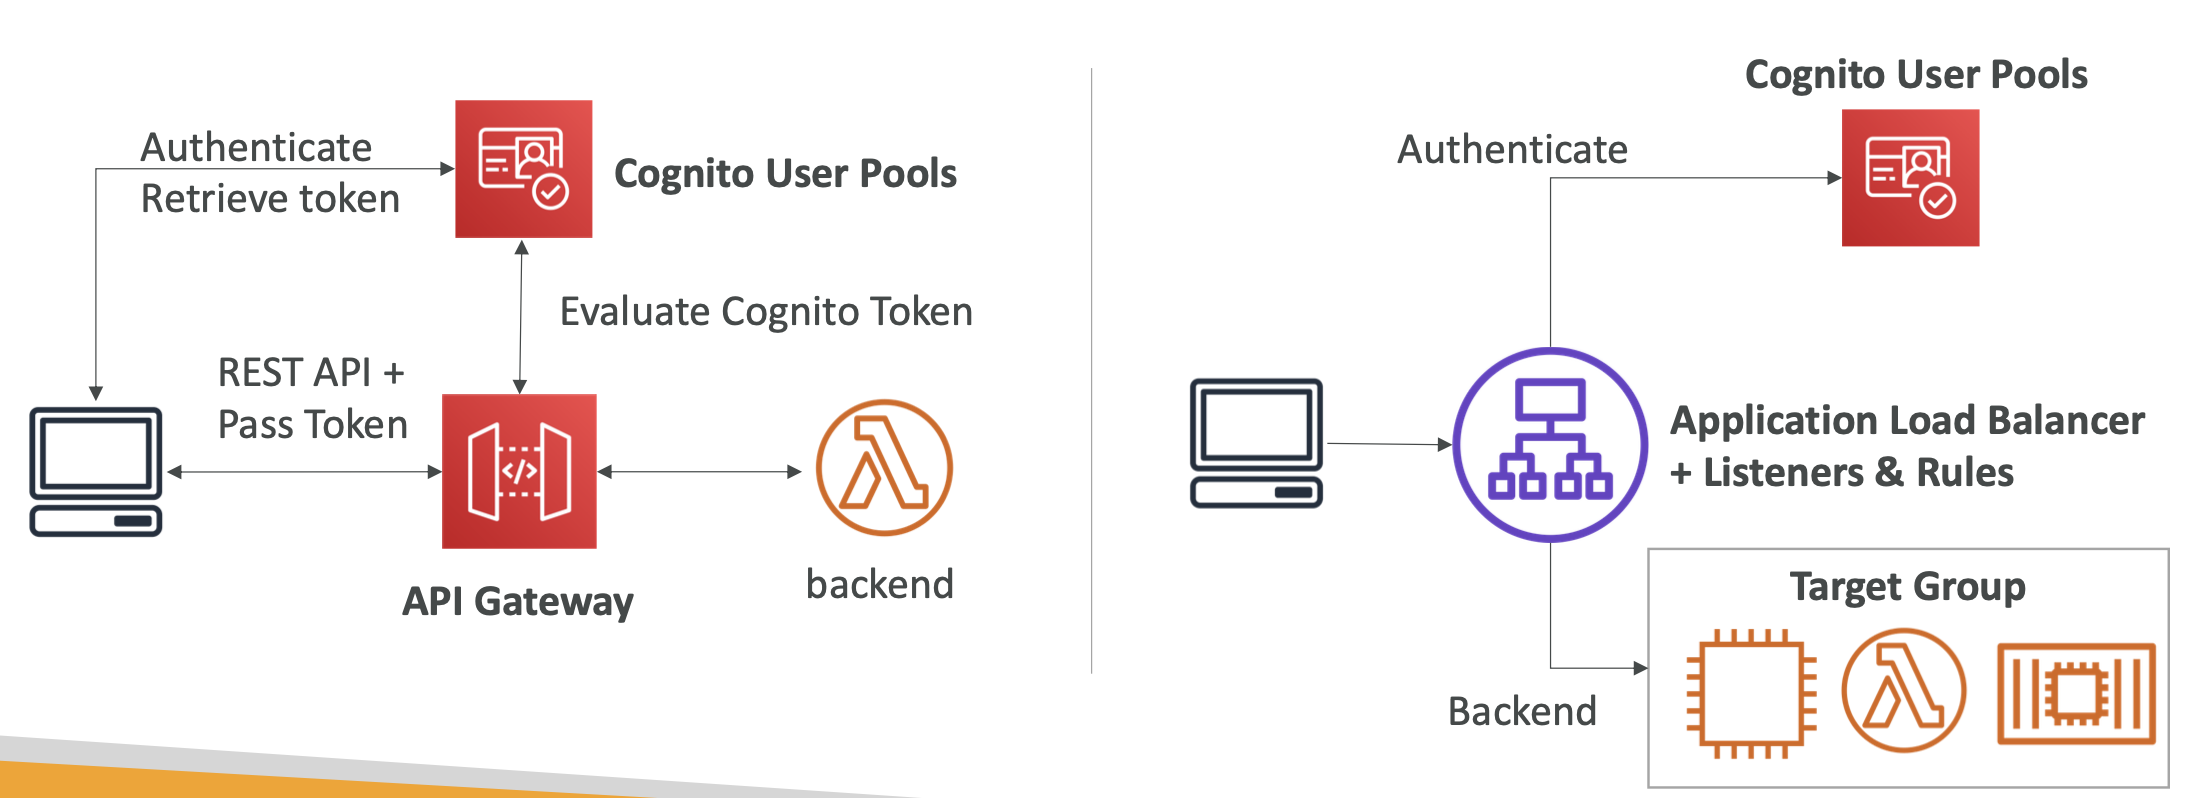 Authenticate
Retrieve token
Cognito User Pools
Evaluate Cognito Token
REST API +
Pass Token
</>
API Gateway
backend
Cognito User Pools
Authenticate
Application Load Balancer
+ Listeners & Rules
Target Group
Backend